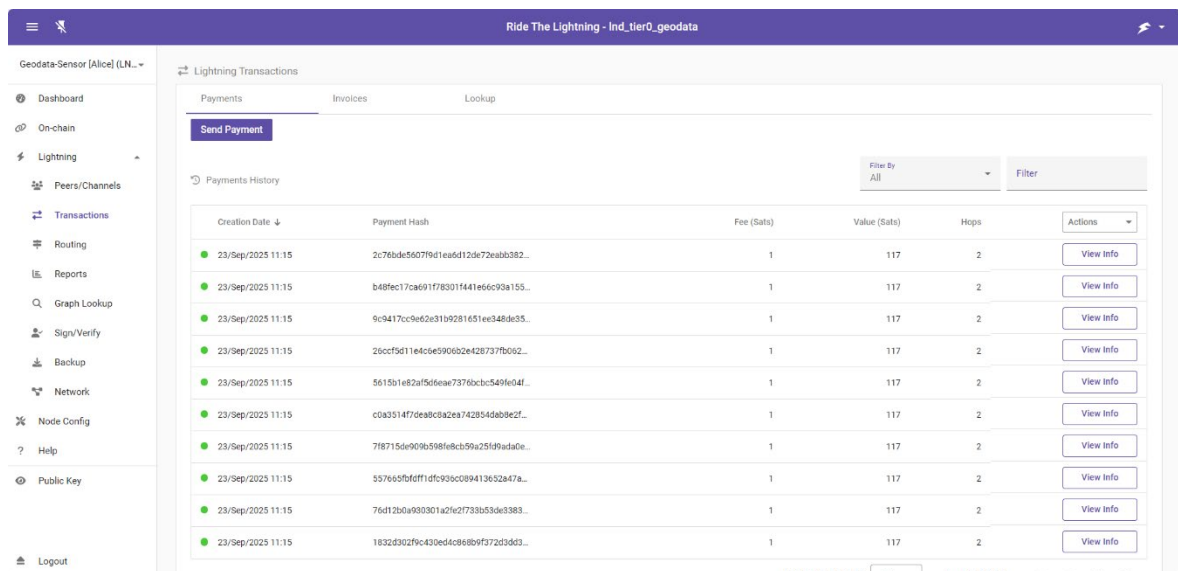 Ride The Lightning - lnd_tier0_geodata
Geodata-Sensor [Alice] (LN...
Dashboard
On-chain
Lightning
Peers/Channels
Transactions
Routing
Reports
Graph Lookup
Sign/Verify
Backup
Network
Node Config
? Help
Public Key
Logout
Lightning Transactions
Payments Invoices Lookup
Send Payment
Payments History
Filter By
All
Filter
Creation Date ↓ Payment Hash Fee (Sats) Value (Sats) Hops Actions
23/Sep/2025 11:15 2c76bde5607f9d1ea6d12de72eabb382... 1 117 2 View Info
23/Sep/2025 11:15 b48fec17ca691f78301f441e66c93a155... 1 117 2 View Info
23/Sep/2025 11:15 9c9417cc9e62e31b9281651ee348de35... 1 117 2 View Info
23/Sep/2025 11:15 26ccf5d11e4c6e5906b2e428737fb062... 1 117 2 View Info
23/Sep/2025 11:15 5615b1e82af5d6eae7376bcbc549fe04f... 1 117 2 View Info
23/Sep/2025 11:15 c0a3514f7dea8c8a2ea742854dab8e2f... 1 117 2 View Info
23/Sep/2025 11:15 7f8715de909b598fe8cb59a25fd9ada0e... 1 117 2 View Info
23/Sep/2025 11:15 557665fbfdff1dfc936c089413652a47a... 1 117 2 View Info
23/Sep/2025 11:15 76d12b0a930301a2fe2f733b53de3383... 1 117 2 View Info
23/Sep/2025 11:15 1832d302f9c430ed4c868b9f372d3dd3... 1 117 2 View Info